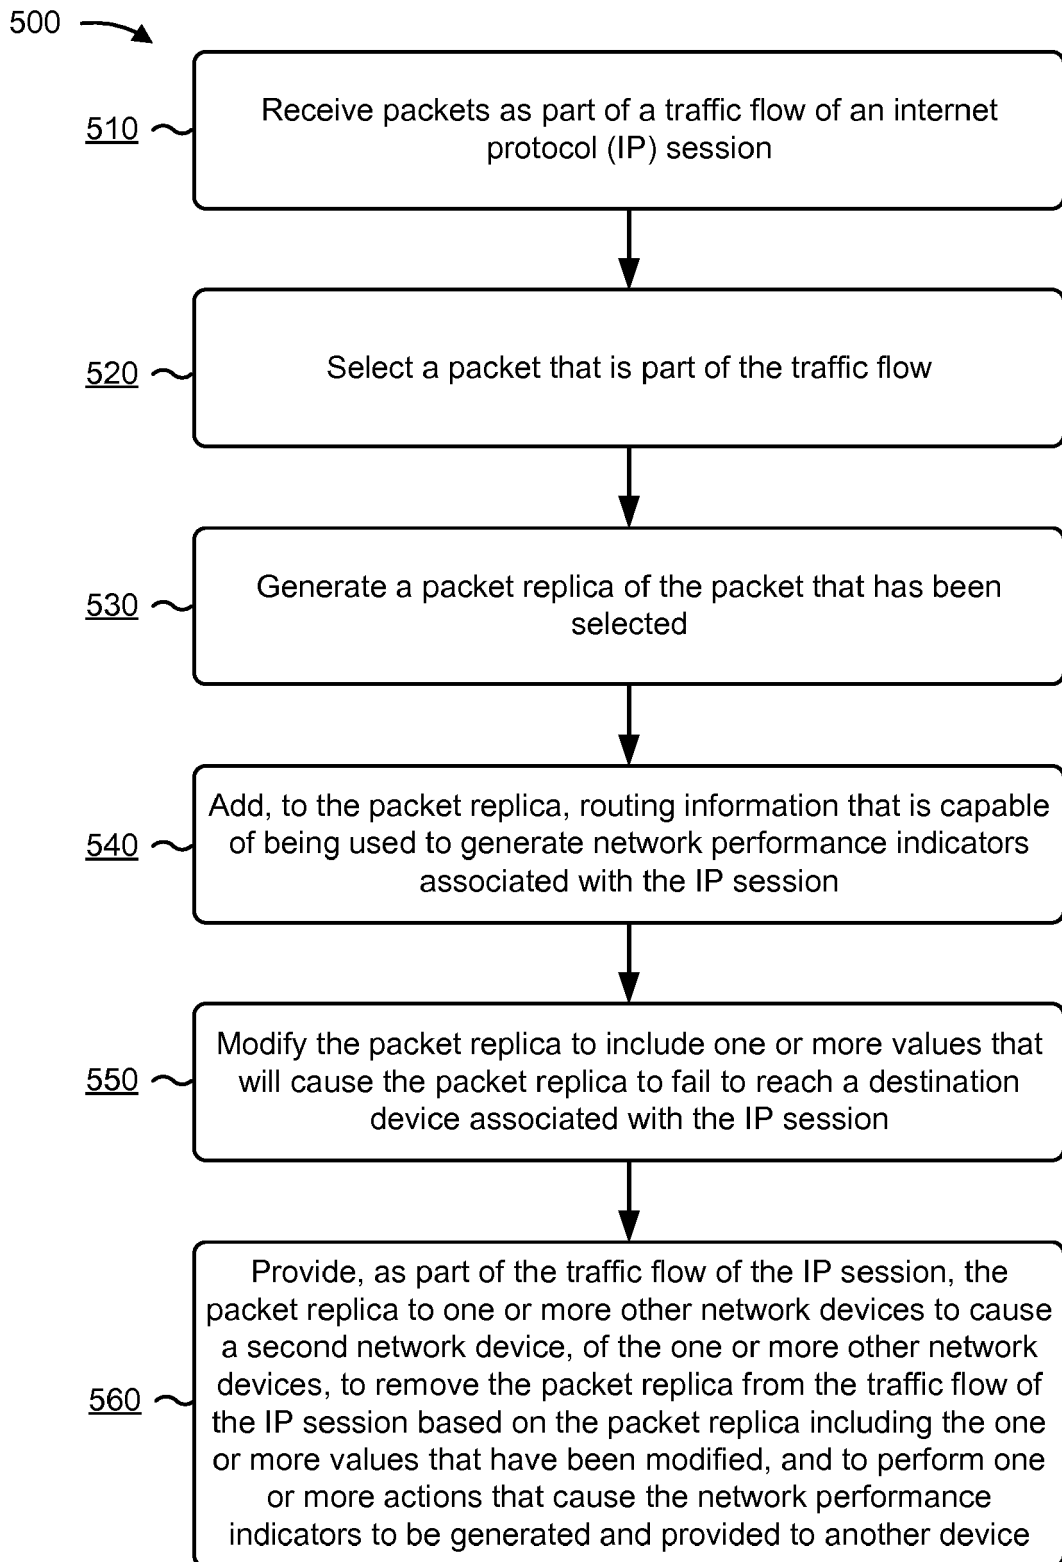 500
510
Receive packets as part of a traffic flow of an internet
protocol (IP) session
520
Select a packet that is part of the traffic flow
530
Generate a packet replica of the packet that has been
selected
540
Add, to the packet replica, routing information that is capable
of being used to generate network performance indicators
associated with the IP session
550
Modify the packet replica to include one or more values that
will cause the packet replica to fail to reach a destination
device associated with the IP session
560
Provide, as part of the traffic flow of the IP session, the
packet replica to one or more other network devices to cause
a second network device, of the one or more other network
devices, to remove the packet replica from the traffic flow of
the IP session based on the packet replica including the one
or more values that have been modified, and to perform one
or more actions that cause the network performance
indicators to be generated and provided to another device